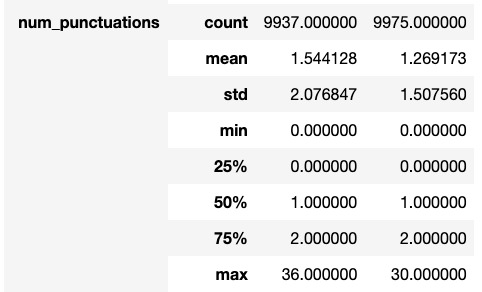 num_punctuations count 9937.000000 9975.000000
mean 1.544128 1.269173
std 2.076847 1.507560
min 0.000000 0.000000
25% 0.000000 0.000000
50% 1.000000 1.000000
75% 2.000000 2.000000
max 36.000000 30.000000